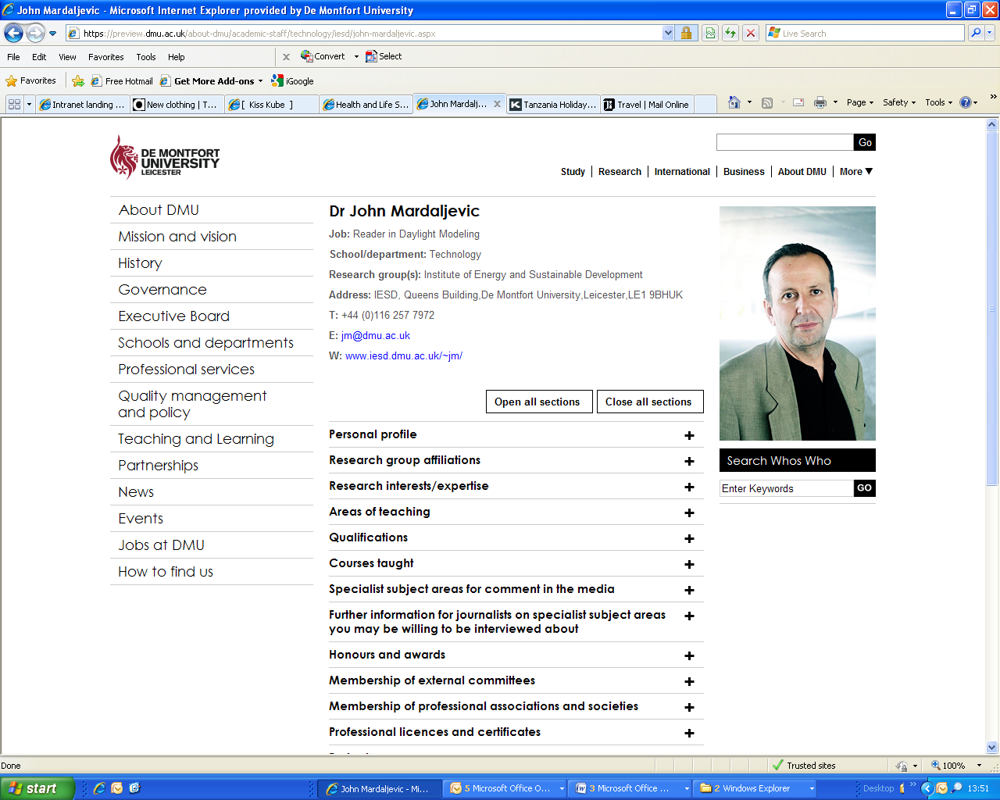 John Mardaljevic - Microsoft Internet Explorer provided by De Montfort University
https://preview.dmu.ac.uk/about-dmu/academic-staff/technology/iesd/john-mardaljevic.aspx
Live Search
File Edit View Favorites Tools Help
Convert Select
Favorites Free Hotmail Get More Add-ons iGoogle
Intranet landing ... New clothing | T... [ Kiss Kube ] Health and Life S... John Mardalj... Tanzania Holiday... Travel | Mail Online Page Safety Tools
DE MONTFORT
UNIVERSITY
LEICESTER
Go
Study Research International Business About DMU More ▼
About DMU
Mission and vision
History
Governance
Executive Board
Schools and departments
Professional services
Quality management
and policy
Teaching and Learning
Partnerships
News
Events
Jobs at DMU
How to find us
Dr John Mardaljevic
Job: Reader in Daylight Modeling
School/department: Technology
Research group(s): Institute of Energy and Sustainable Development
Address: IESD, Queens Building,De Montfort University,Leicester,LE1 9BHUK
T: +44 (0)116 257 7972
E: jm@dmu.ac.uk
W: www.iesd.dmu.ac.uk/~jm/
Open all sections Close all sections
Personal profile
Research group affiliations
Research interests/expertise
Areas of teaching
Qualifications
Courses taught
Specialist subject areas for comment in the media
Further information for journalists on specialist subject areas
you may be willing to be interviewed about
Honours and awards
Membership of external committees
Membership of professional associations and societies
Professional licences and certificates
Search Whos Who
Enter Keywords GO
Done Trusted sites 100%
start John Mardaljevic - Mi... 5 Microsoft Office O... 3 Microsoft Office ... 2 Windows Explorer Desktop 13:51